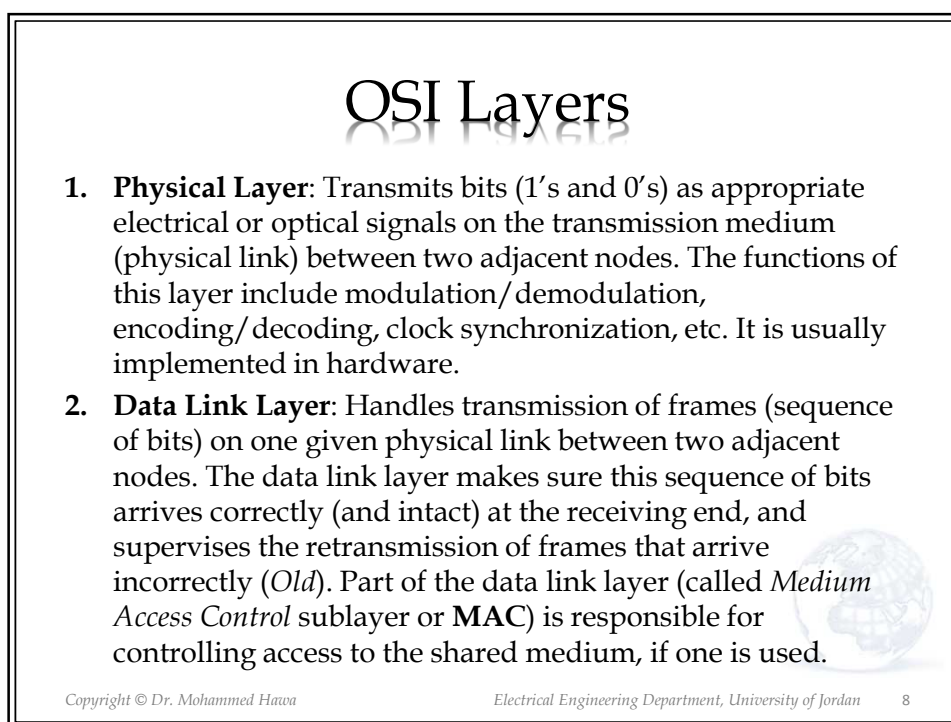 OSI Layers
1. Physical Layer: Transmits bits (1’s and 0’s) as appropriate
electrical or optical signals on the transmission medium
(physical link) between two adjacent nodes. The functions of
this layer include modulation/demodulation,
encoding/decoding, clock synchronization, etc. It is usually
implemented in hardware.
2. Data Link Layer: Handles transmission of frames (sequence
of bits) on one given physical link between two adjacent
nodes. The data link layer makes sure this sequence of bits
arrives correctly (and intact) at the receiving end, and
supervises the retransmission of frames that arrive
incorrectly (Old). Part of the data link layer (called Medium
Access Control sublayer or MAC) is responsible for
controlling access to the shared medium, if one is used.
Copyright © Dr. Mohammed Hawa Electrical Engineering Department, University of Jordan 8